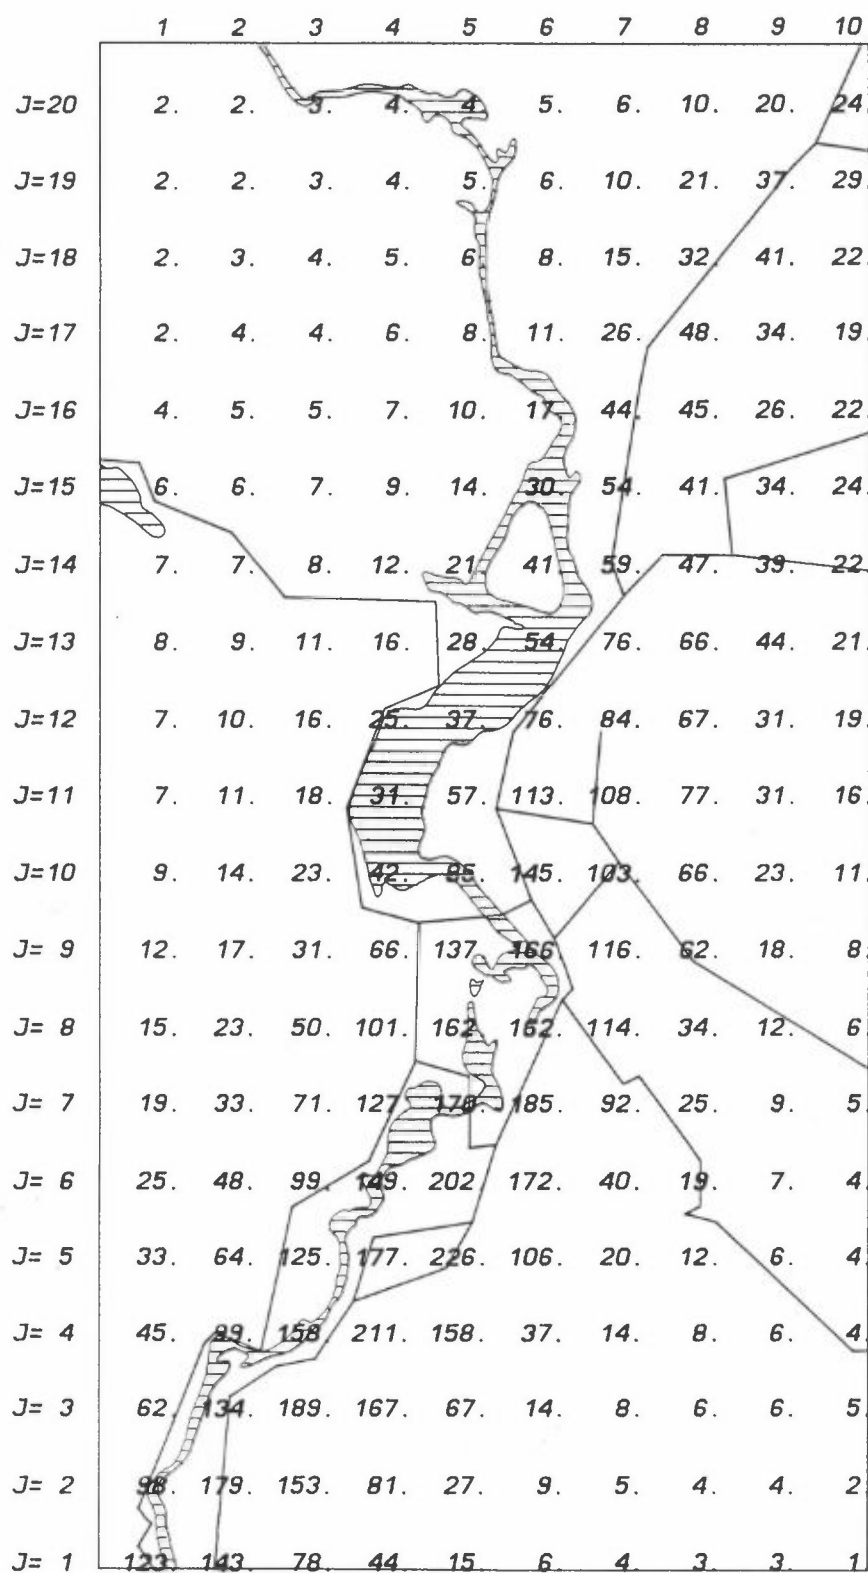 1 2 3 4 5 6 7 8 9 10
J=20 2. 2. 3. 4. 4 5. 6. 10. 20. 24
J=19 2. 2. 3. 4. 5. 6. 10. 21. 37. 29.
J=18 2. 3. 4. 5. 6 8. 15. 32. 41. 22.
J=17 2. 4. 4. 6. 8. 11. 26. 48. 34. 19
J=16 4. 5. 5. 7. 10. 17. 44. 45. 26. 22.
J=15 6. 6. 7. 9. 14. 30. 54. 41. 34. 24.
J=14 7. 7. 8. 12. 21. 41 59. 47. 39. 22.
J=13 8. 9. 11. 16. 28. 54. 76. 66. 44. 21.
J=12 7. 10. 16. 25. 37. 76. 84. 67. 31. 19.
J=11 7. 11. 18. 31. 57. 113. 108. 77. 31. 16.
J=10 9. 14. 23. 42. 85. 145. 103. 66. 23. 11.
J= 9 12. 17. 31. 66. 137. 166 116. 62. 18. 8.
J= 8 15. 23. 50. 101. 162 162. 114. 34. 12. 6.
J= 7 19. 33. 71. 127 178. 185. 92. 25. 9. 5.
J= 6 25. 48. 99. 149. 202 172. 40. 19. 7. 4.
J= 5 33. 64. 125. 177. 226. 106. 20. 12. 6. 4.
J= 4 45. 99. 158 211. 158. 37. 14. 8. 6. 4.
J= 3 62. 134. 189. 167. 67. 14. 8. 6. 6. 5.
J= 2 98. 179. 153. 81. 27. 9. 5. 4. 4. 2.
J= 1 123. 143. 78. 44. 15. 6. 4. 3. 3. 1.